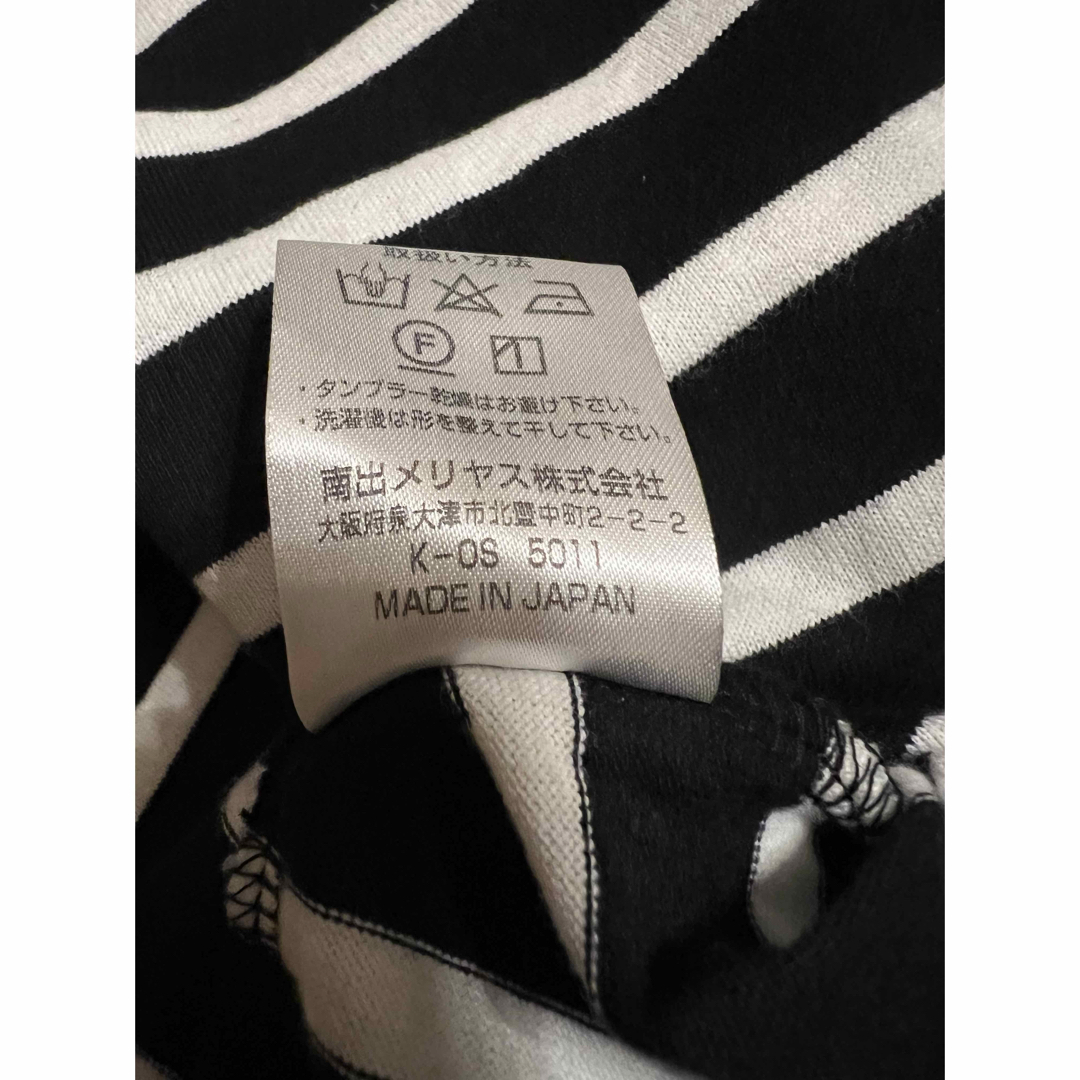 取扱い方法
F
・タンブラー乾燥はお避け下さい。
・洗濯後は形を整えて干して下さい。
南出メリヤス株式会社
大阪府泉大津市北豊中町2-2-2
K-OS 5011
MADE IN JAPAN